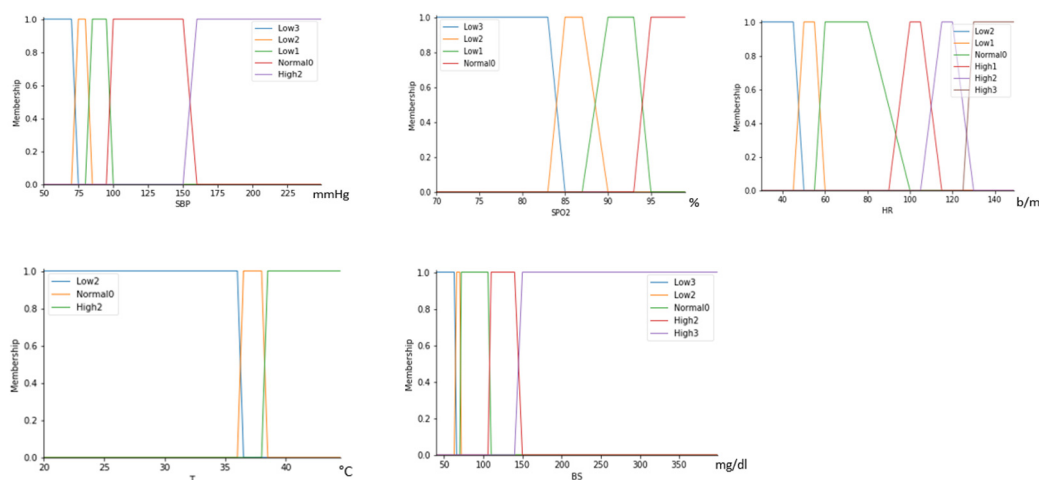 Membership
1.0
0.8
0.6
0.4
0.2
0.0
50
75
100
125
150
175
200
225
SBP
mmHg
Low3
Low2
Low1
Normal0
High2
Membership
1.0
0.8
0.6
0.4
0.2
0.0
70
75
80
85
90
95
SPO2
%
Low3
Low2
Low1
Normal0
Membership
1.0
0.8
0.6
0.4
0.2
0.0
40
60
80
100
120
140
HR
b/m
Low2
Low1
Normal0
High1
High2
High3
Membership
1.0
0.8
0.6
0.4
0.2
0.0
20
25
30
35
40
T
°C
Low2
Normal0
High2
Membership
1.0
0.8
0.6
0.4
0.2
0.0
50
100
150
200
250
300
350
BS
mg/dl
Low3
Low2
Normal0
High2
High3